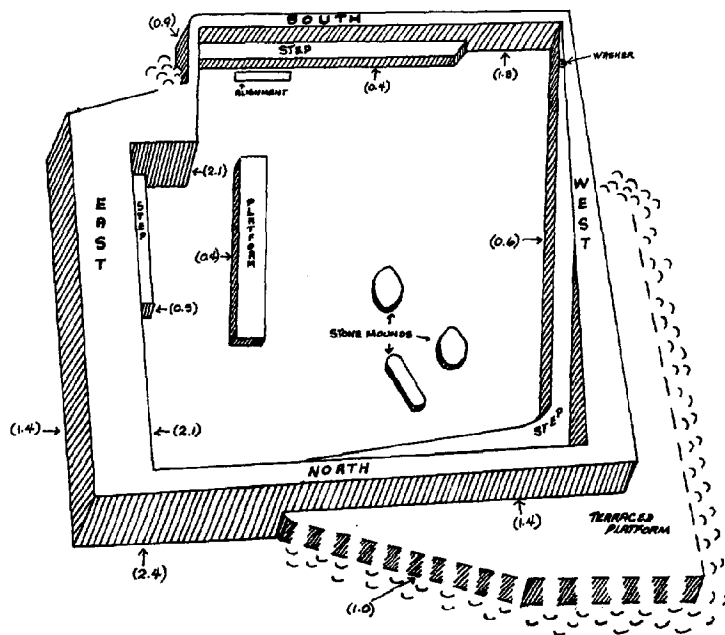 SOUTH
(0.9)
STEP
WASHER
(1.8)
(0.4)
ALIGNMENT
(2.1)
EAST
STEP
PLATFORM
WEST
(0.4)
(0.6)
(0.5)
STONE MOUNDS
(1.4)
(2.1)
STEP
NORTH
(1.4)
TERRACED
PLATFORM
(2.4)
(1.0)